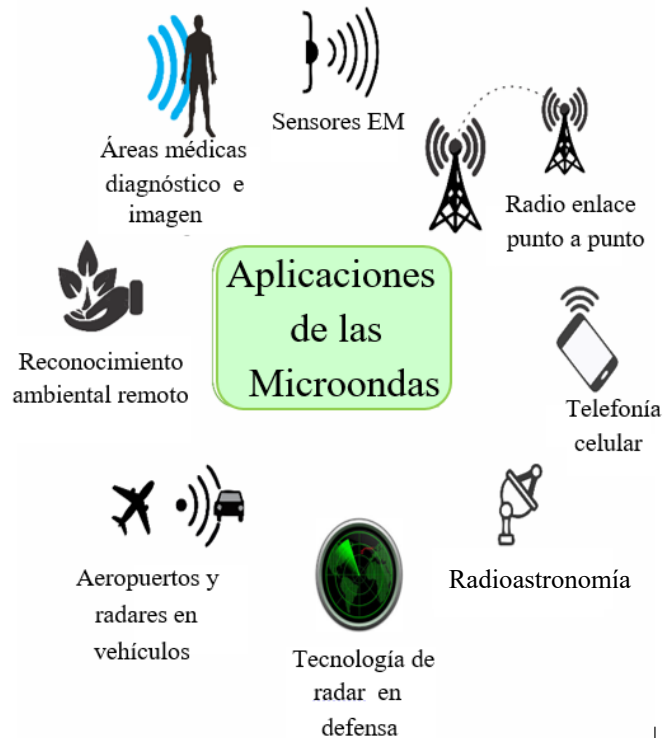 Áreas médicas
diagnóstico e
imagen
Sensores EM
Radio enlace
punto a punto
Aplicaciones
de las
Microondas
Reconocimiento
ambiental remoto
Telefonía
celular
Aeropuertos y
radares en
vehículos
Radioastronomía
Tecnología de
radar en
defensa